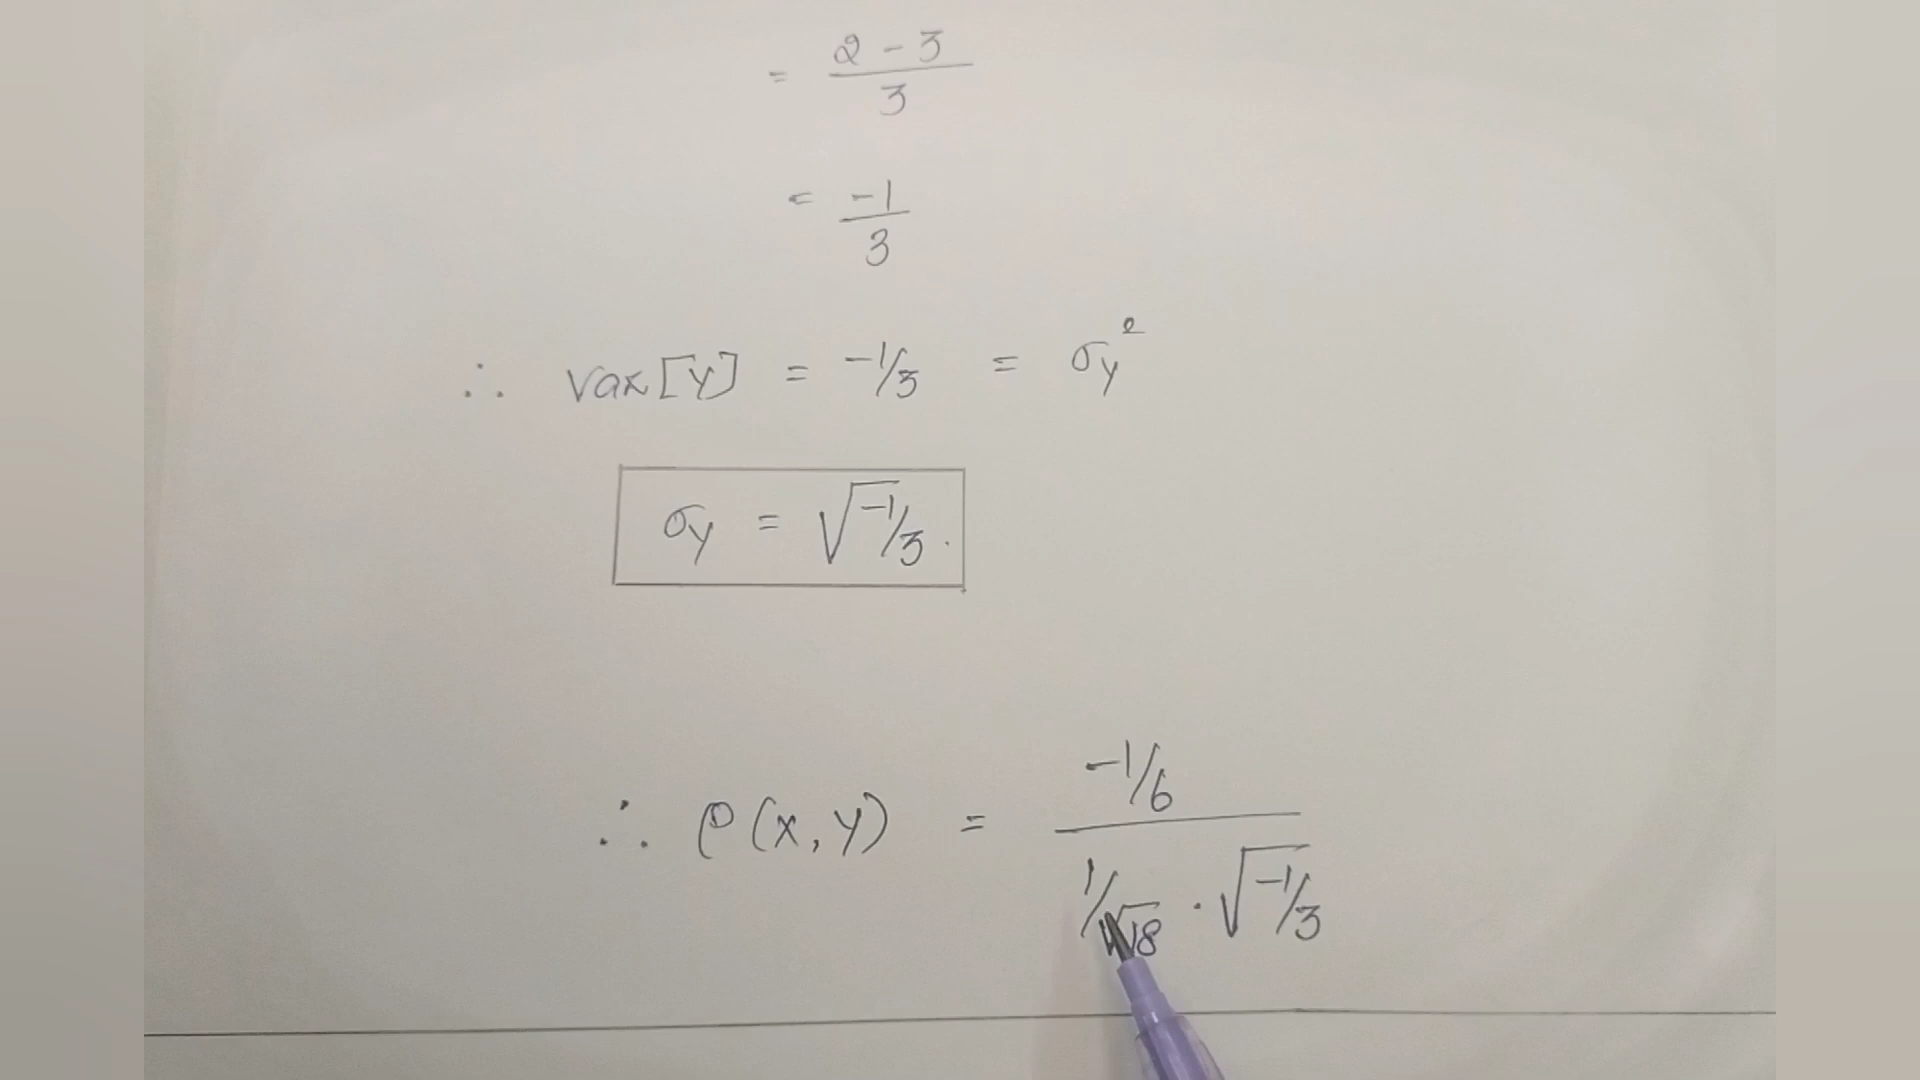 = 2 - 3 / 3
= -1 / 3
∴ Var[Y] = -1/3 = σy²
σy = √-1/3 .
∴ ρ(x, y) = -1/6 / 1/√18 · √-1/3